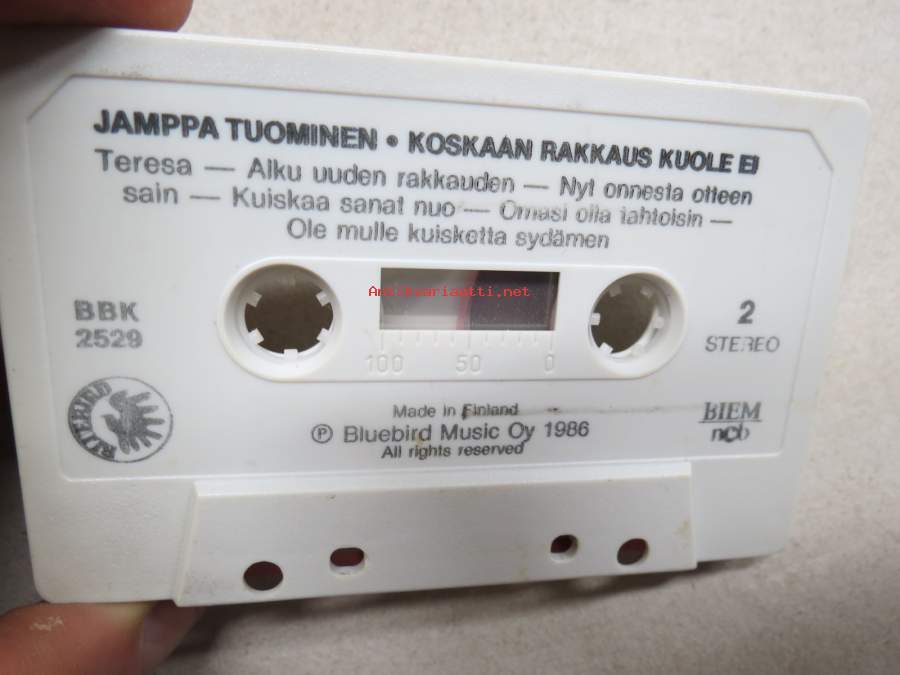 JAMPPA TUOMINEN • KOSKAAN RAKKAUS KUOLE EI
Teresa — Alku uuden rakkauden — Nyt onnesta otteen
sain — Kuiskaa sanat nuo — Omasi olla tahtoisin —
Ole mulle kuisketta sydämen
Antikvariaatti.net
BBK
2529
2
STEREO
100 50 0
Made in Finland
℗ Bluebird Music Oy 1986
All rights reserved
BLUEBIRD
BIEM
ncb